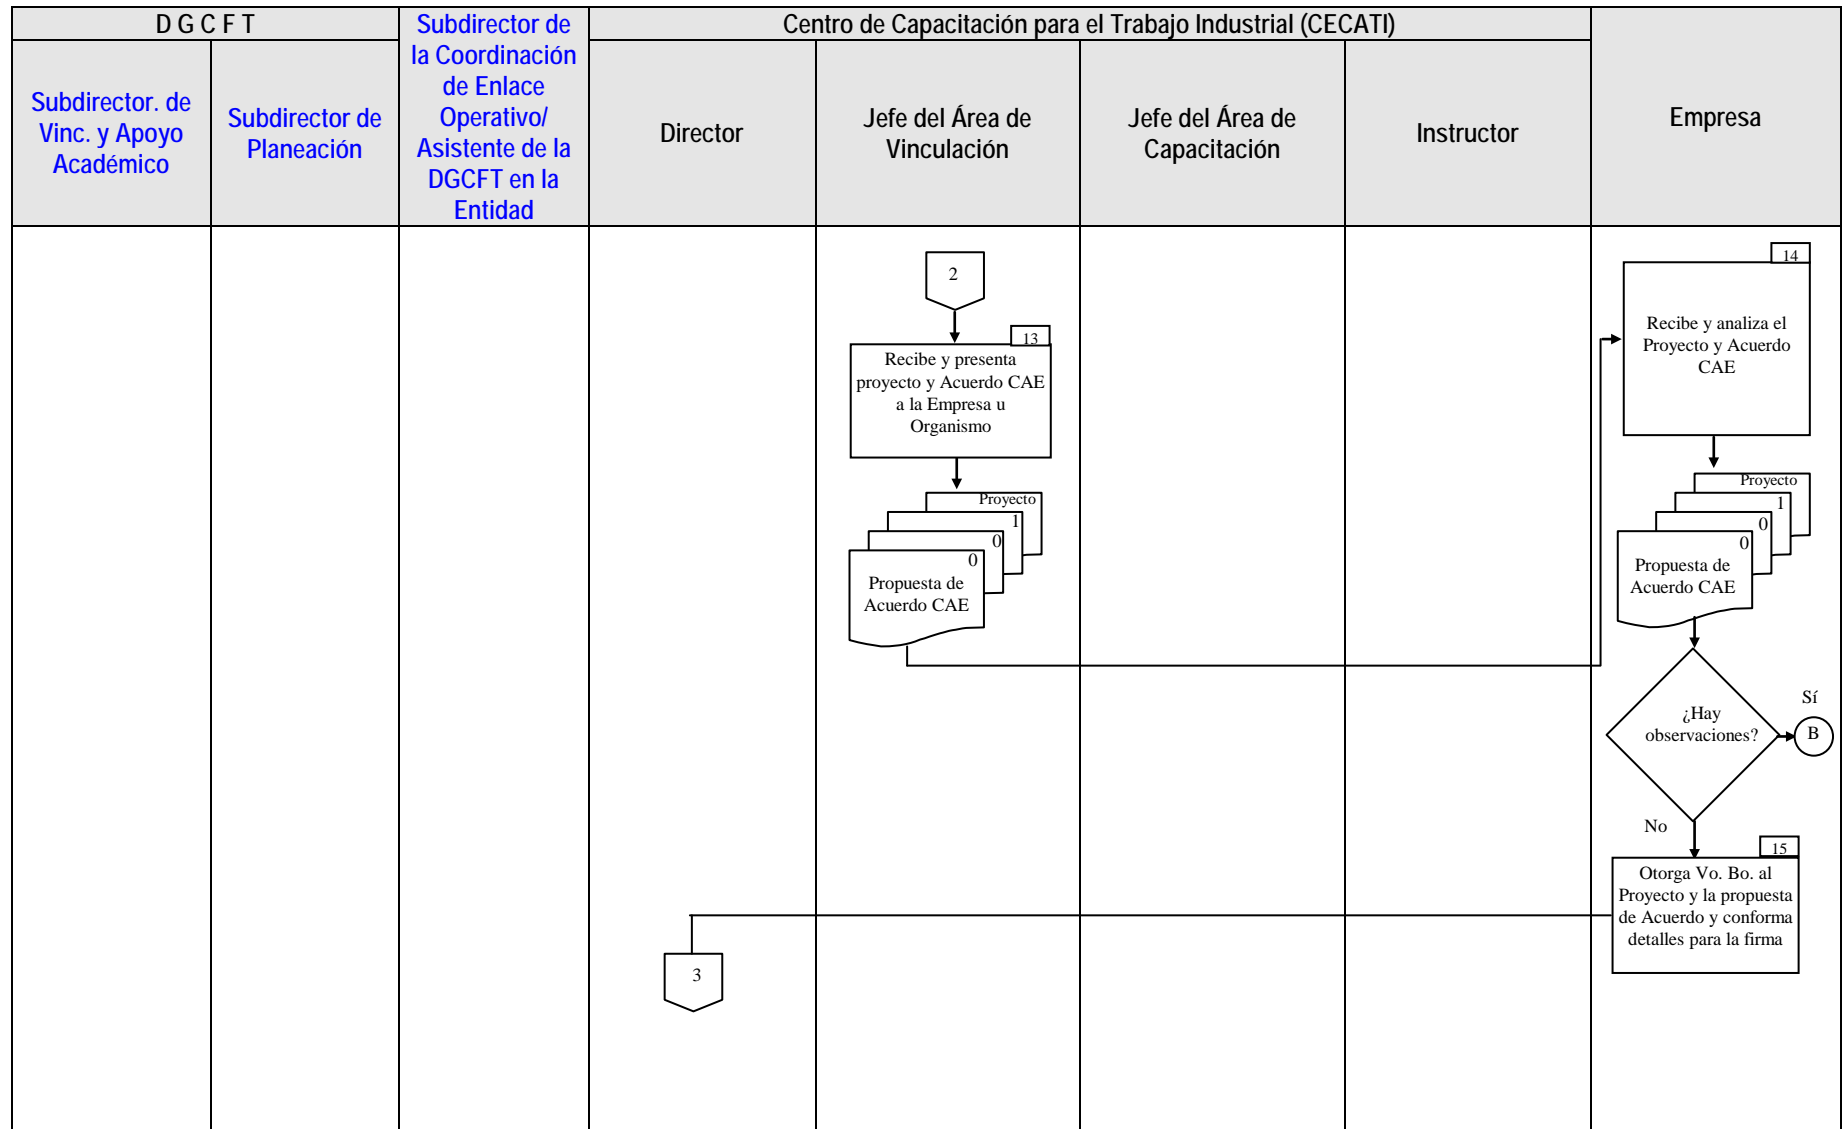 D G C F T
Subdirector de
la Coordinación
de Enlace
Operativo/
Asistente de la
DGCFT en la
Entidad
Centro de Capacitación para el Trabajo Industrial (CECATI)
Empresa
Subdirector. de
Vinc. y Apoyo
Académico
Subdirector de
Planeación
Director
Jefe del Área de
Vinculación
Jefe del Área de
Capacitación
Instructor
2
13
Recibe y presenta
proyecto y Acuerdo CAE
a la Empresa u
Organismo
Proyecto
1
0
0
Propuesta de
Acuerdo CAE
14
Recibe y analiza el
Proyecto y Acuerdo
CAE
Proyecto
1
0
0
Propuesta de
Acuerdo CAE
¿Hay
observaciones?
Sí
B
No
15
Otorga Vo. Bo. al
Proyecto y la propuesta
de Acuerdo y conforma
detalles para la firma
3